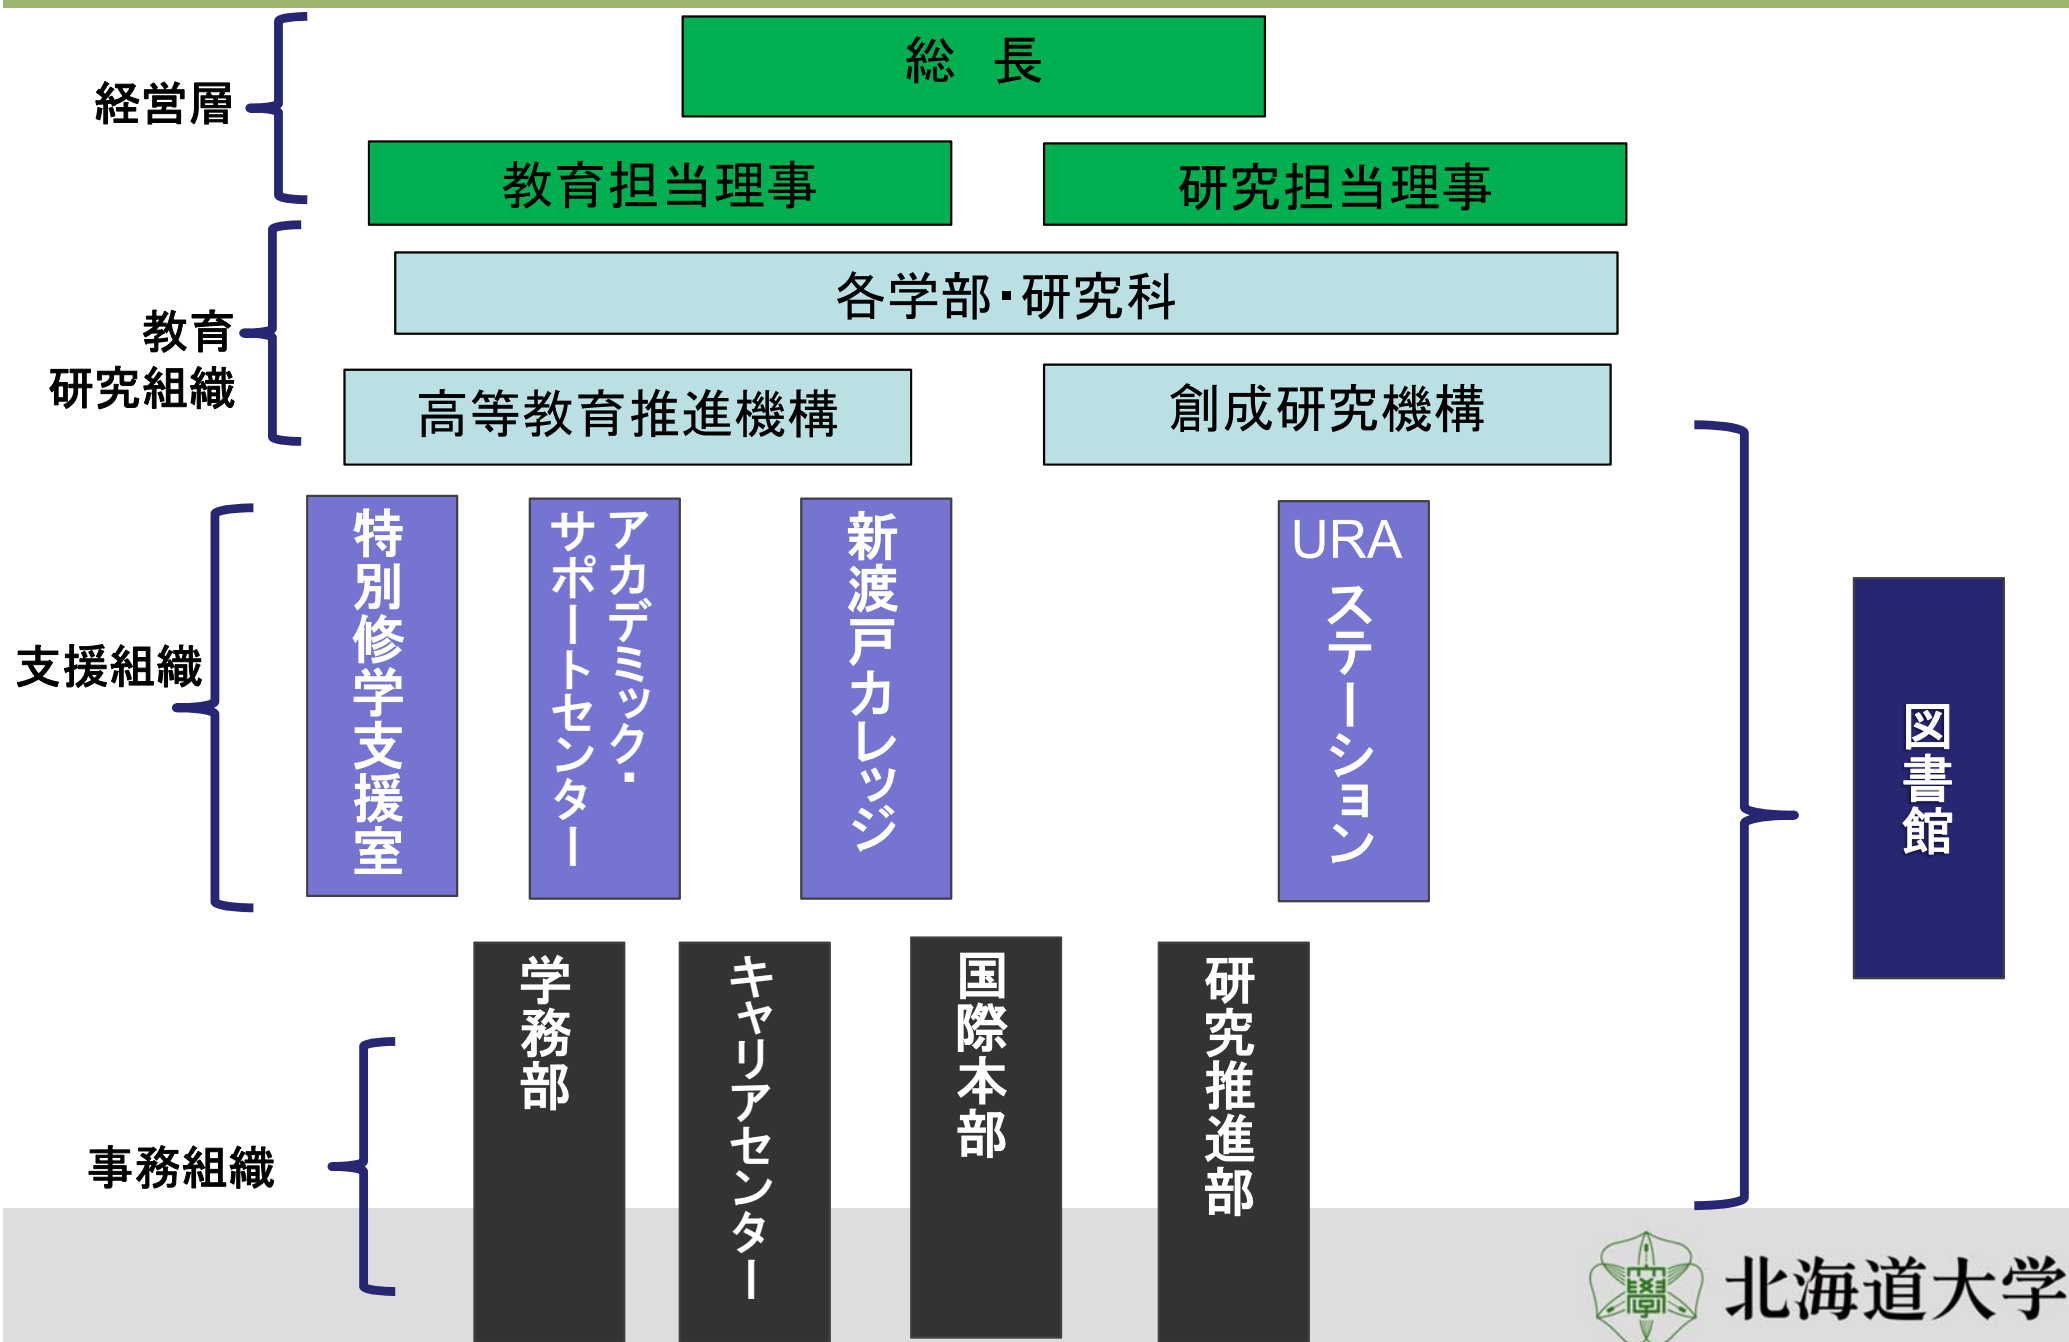 総　長
経営層
教育担当理事
研究担当理事
各学部・研究科
教育
研究組織
高等教育推進機構
創成研究機構
特別修学支援室
アカデミック・
サポートセンター
新渡戸カレッジ
URA
ステーション
支援組織
図書館
学務部
キャリアセンター
国際本部
研究推進部
事務組織
北海道大学